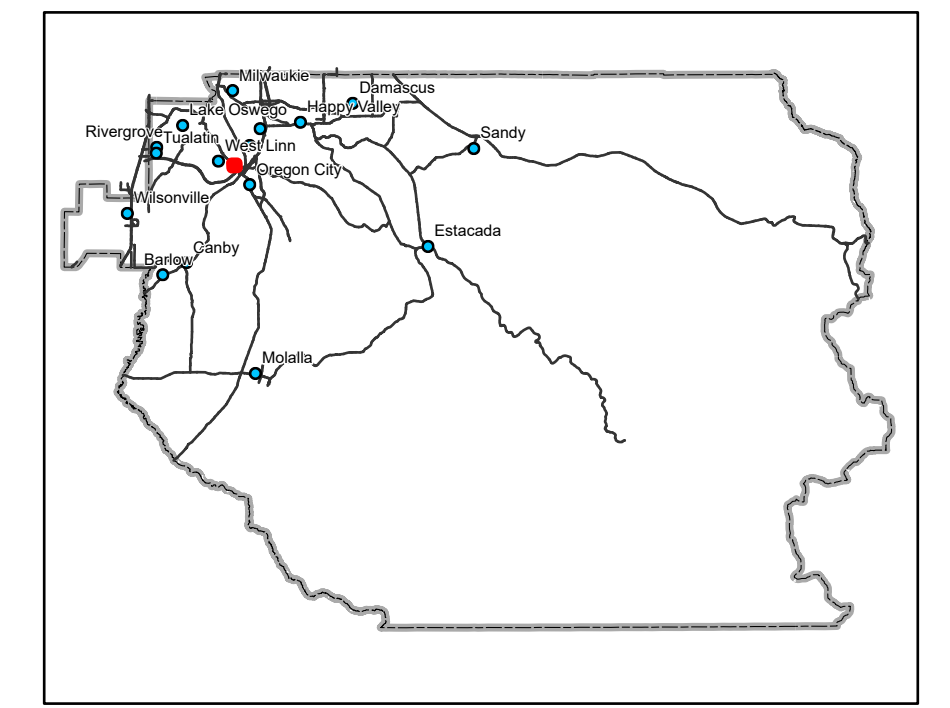 Milwaukie
Damascus
Lake Oswego
Happy Valley
Rivergrove
Tualatin
West Linn
Sandy
Oregon City
Wilsonville
Estacada
Canby
Barlow
Molalla